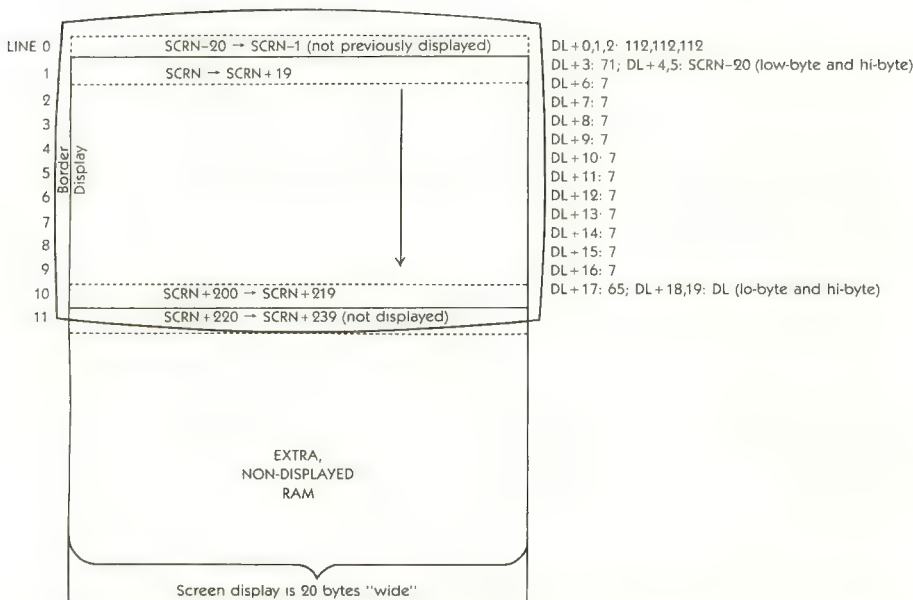 LINE 0
SCRN–20 → SCRN–1 (not previously displayed)
DL+0,1,2· 112,112,112
DL+3: 71; DL+4,5: SCRN–20 (low-byte and hi-byte)
1
SCRN → SCRN+19
DL+6: 7
2
DL+7: 7
3
DL+8: 7
4
DL+9: 7
5
DL+10· 7
6
DL+11: 7
7
DL+12: 7
8
DL+13· 7
9
DL+14: 7
DL+15: 7
DL+16: 7
Border
Display
10
SCRN+200 → SCRN+219
DL+17: 65; DL+18,19: DL (lo-byte and hi-byte)
11
SCRN+220 → SCRN+239 (not displayed)
EXTRA,
NON-DISPLAYED
RAM
Screen display is 20 bytes "wide"